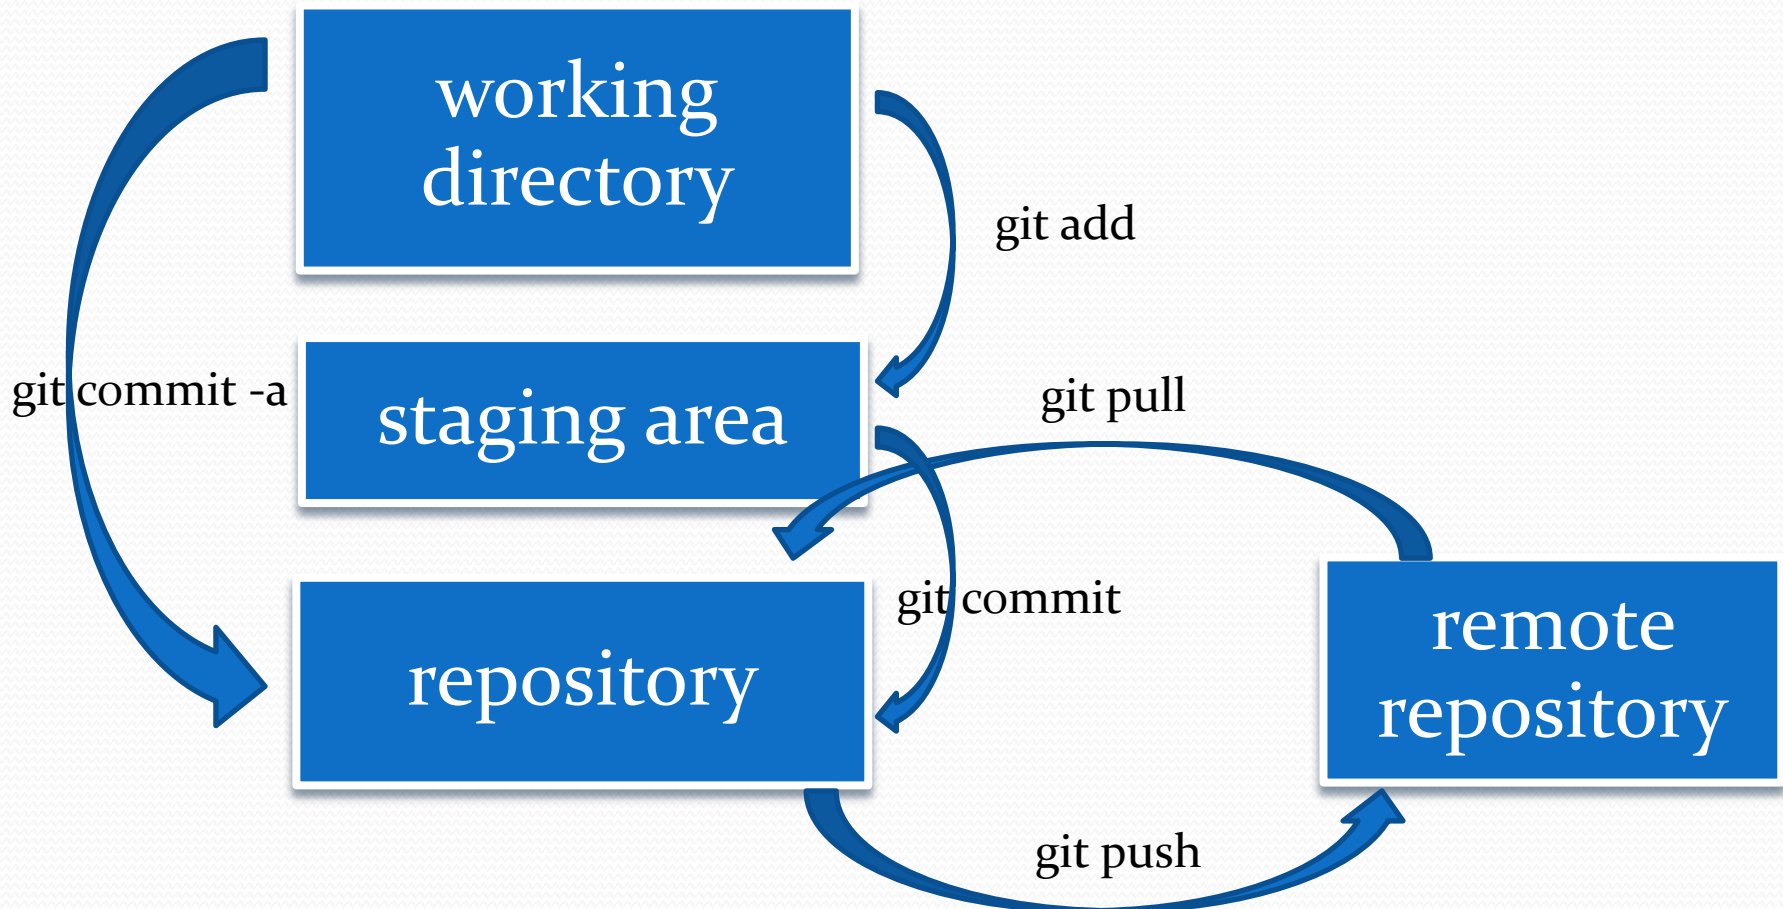 working
directory
git add
git commit -a
staging area
git pull
git commit
repository
remote
repository
git push